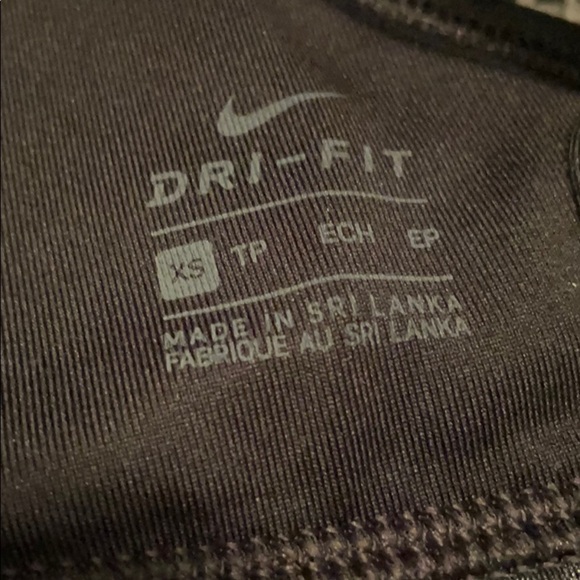 DRI-FIT
XS TP ECH EP
MADE IN SRI LANKA
FABRIQUE AU SRI LANKA